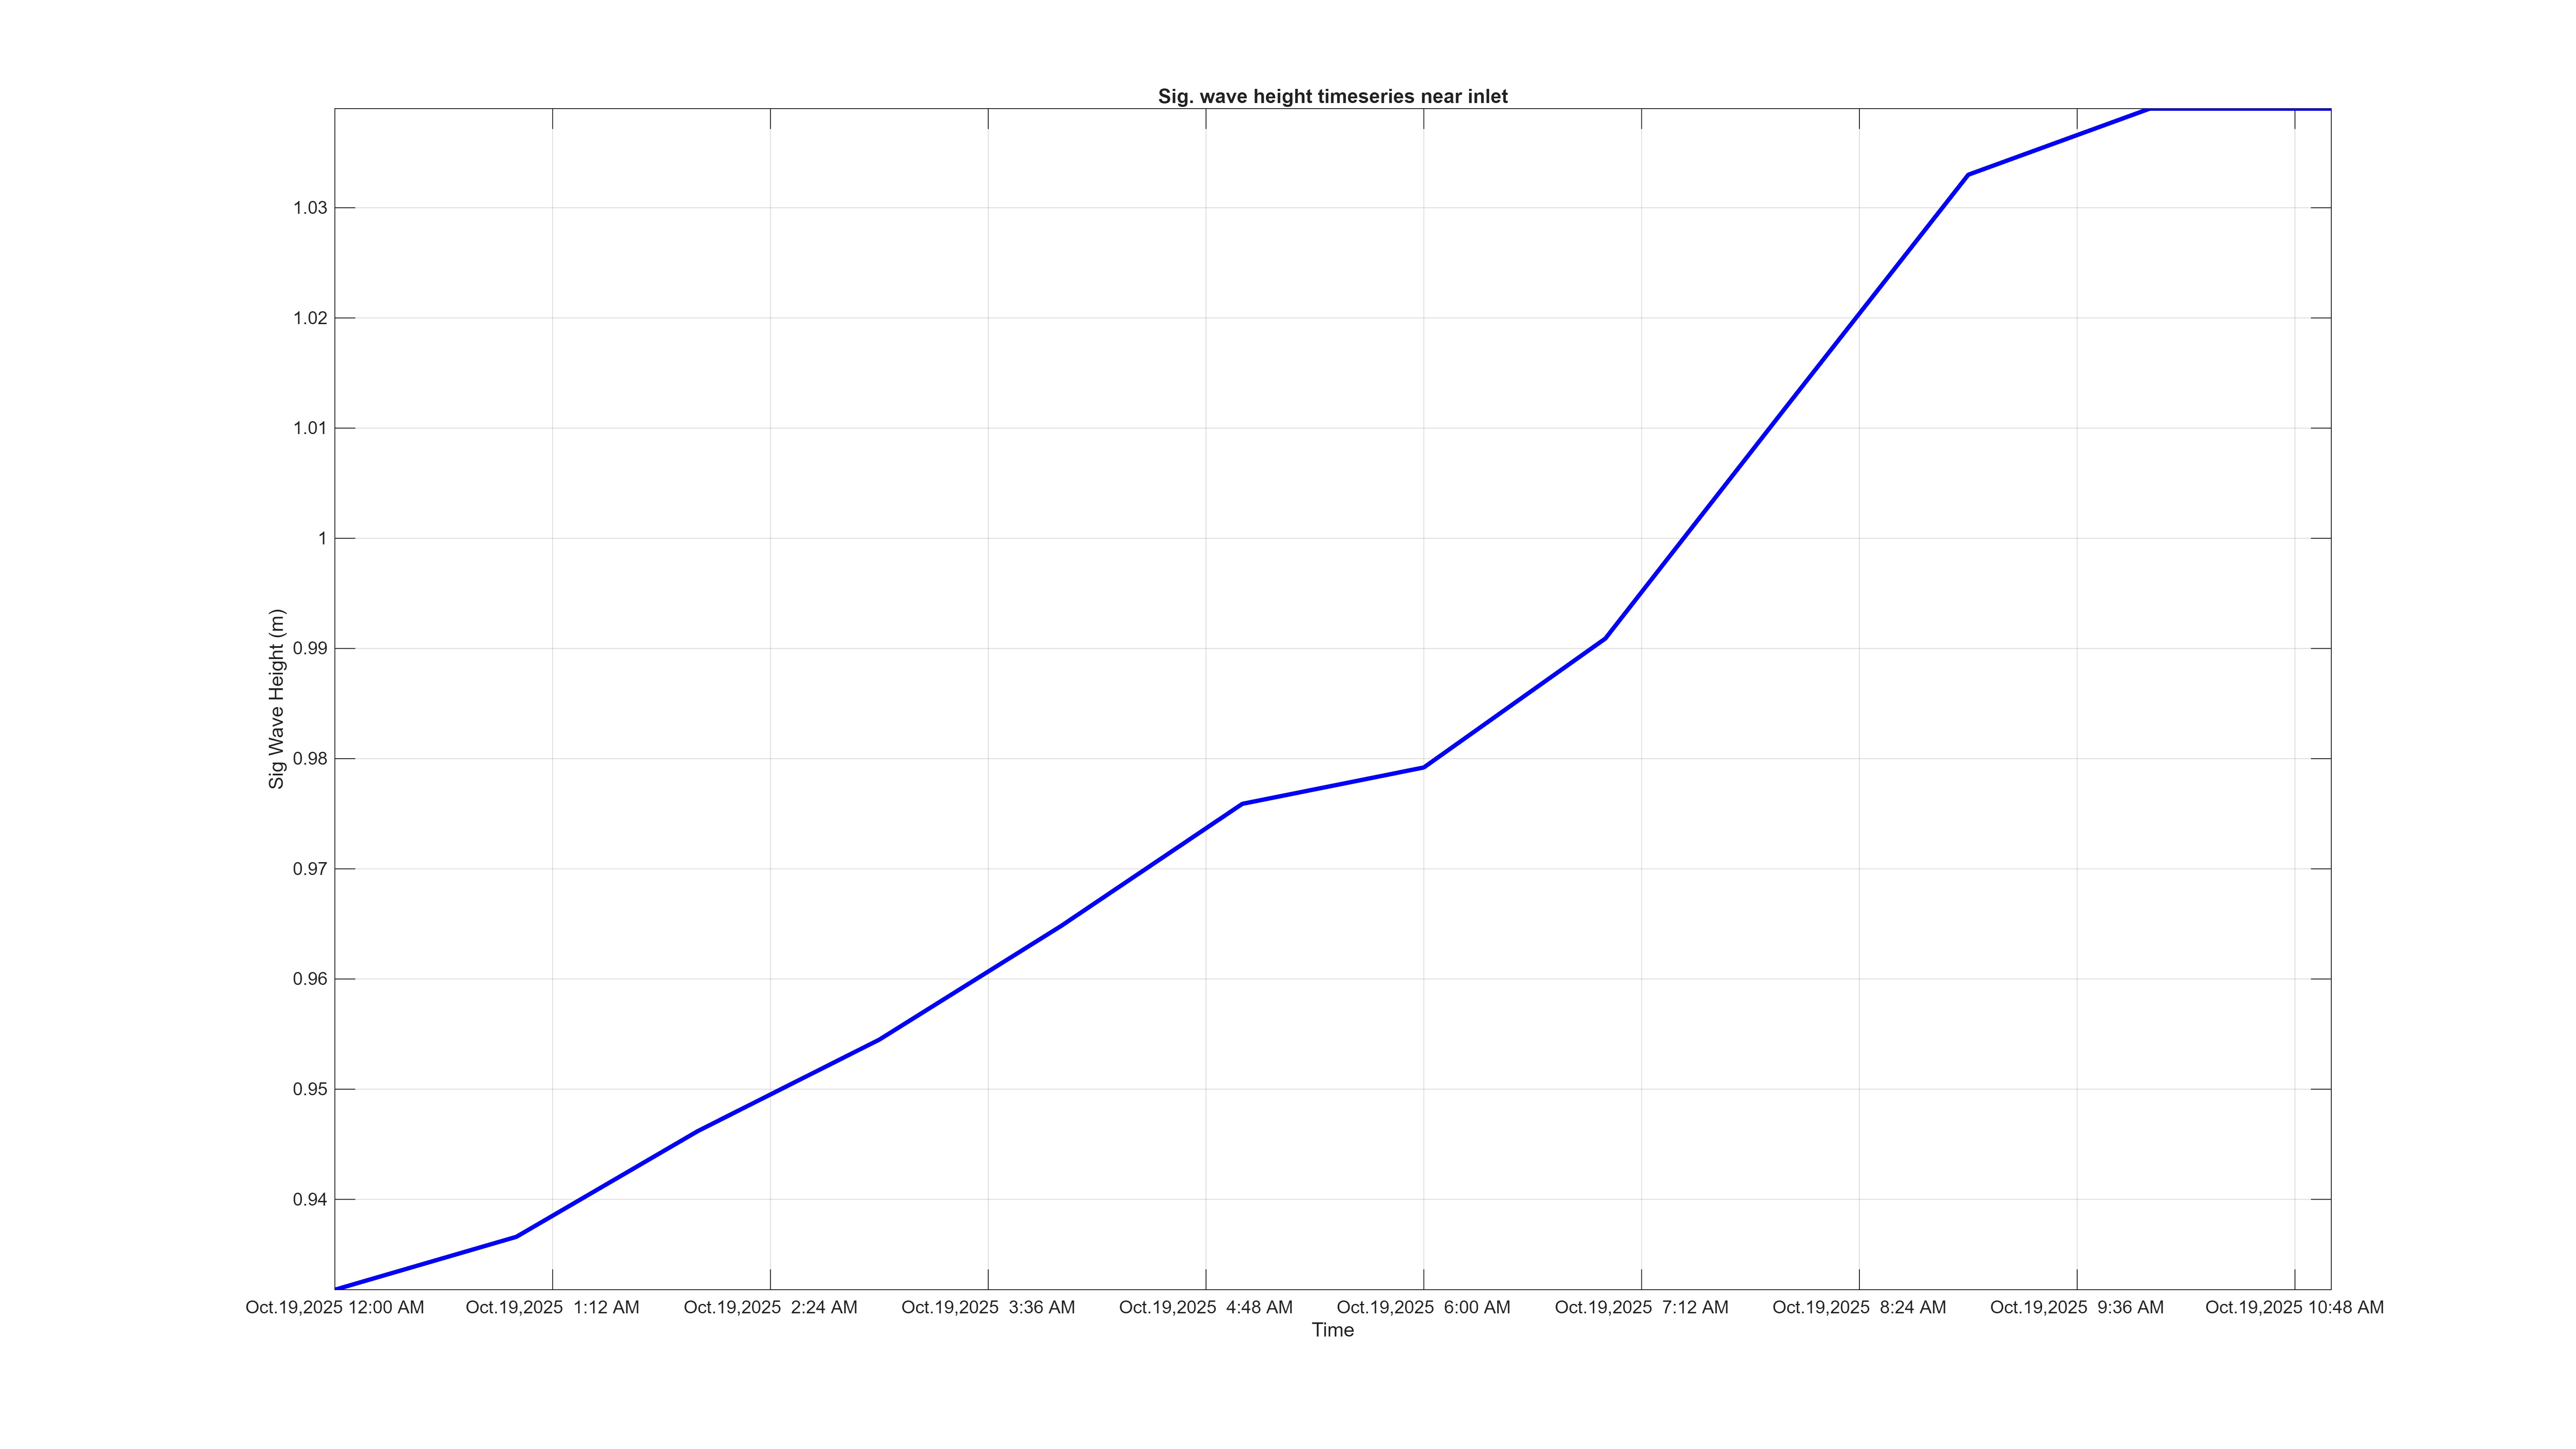 Sig. wave height timeseries near inlet
1.03
1.02
1.01
1
0.99
0.98
0.97
0.96
0.95
0.94
Sig Wave Height (m)
Oct.19,2025 12:00 AM Oct.19,2025  1:12 AM Oct.19,2025  2:24 AM Oct.19,2025  3:36 AM Oct.19,2025  4:48 AM Oct.19,2025  6:00 AM Oct.19,2025  7:12 AM Oct.19,2025  8:24 AM Oct.19,2025  9:36 AM Oct.19,2025 10:48 AM
Time